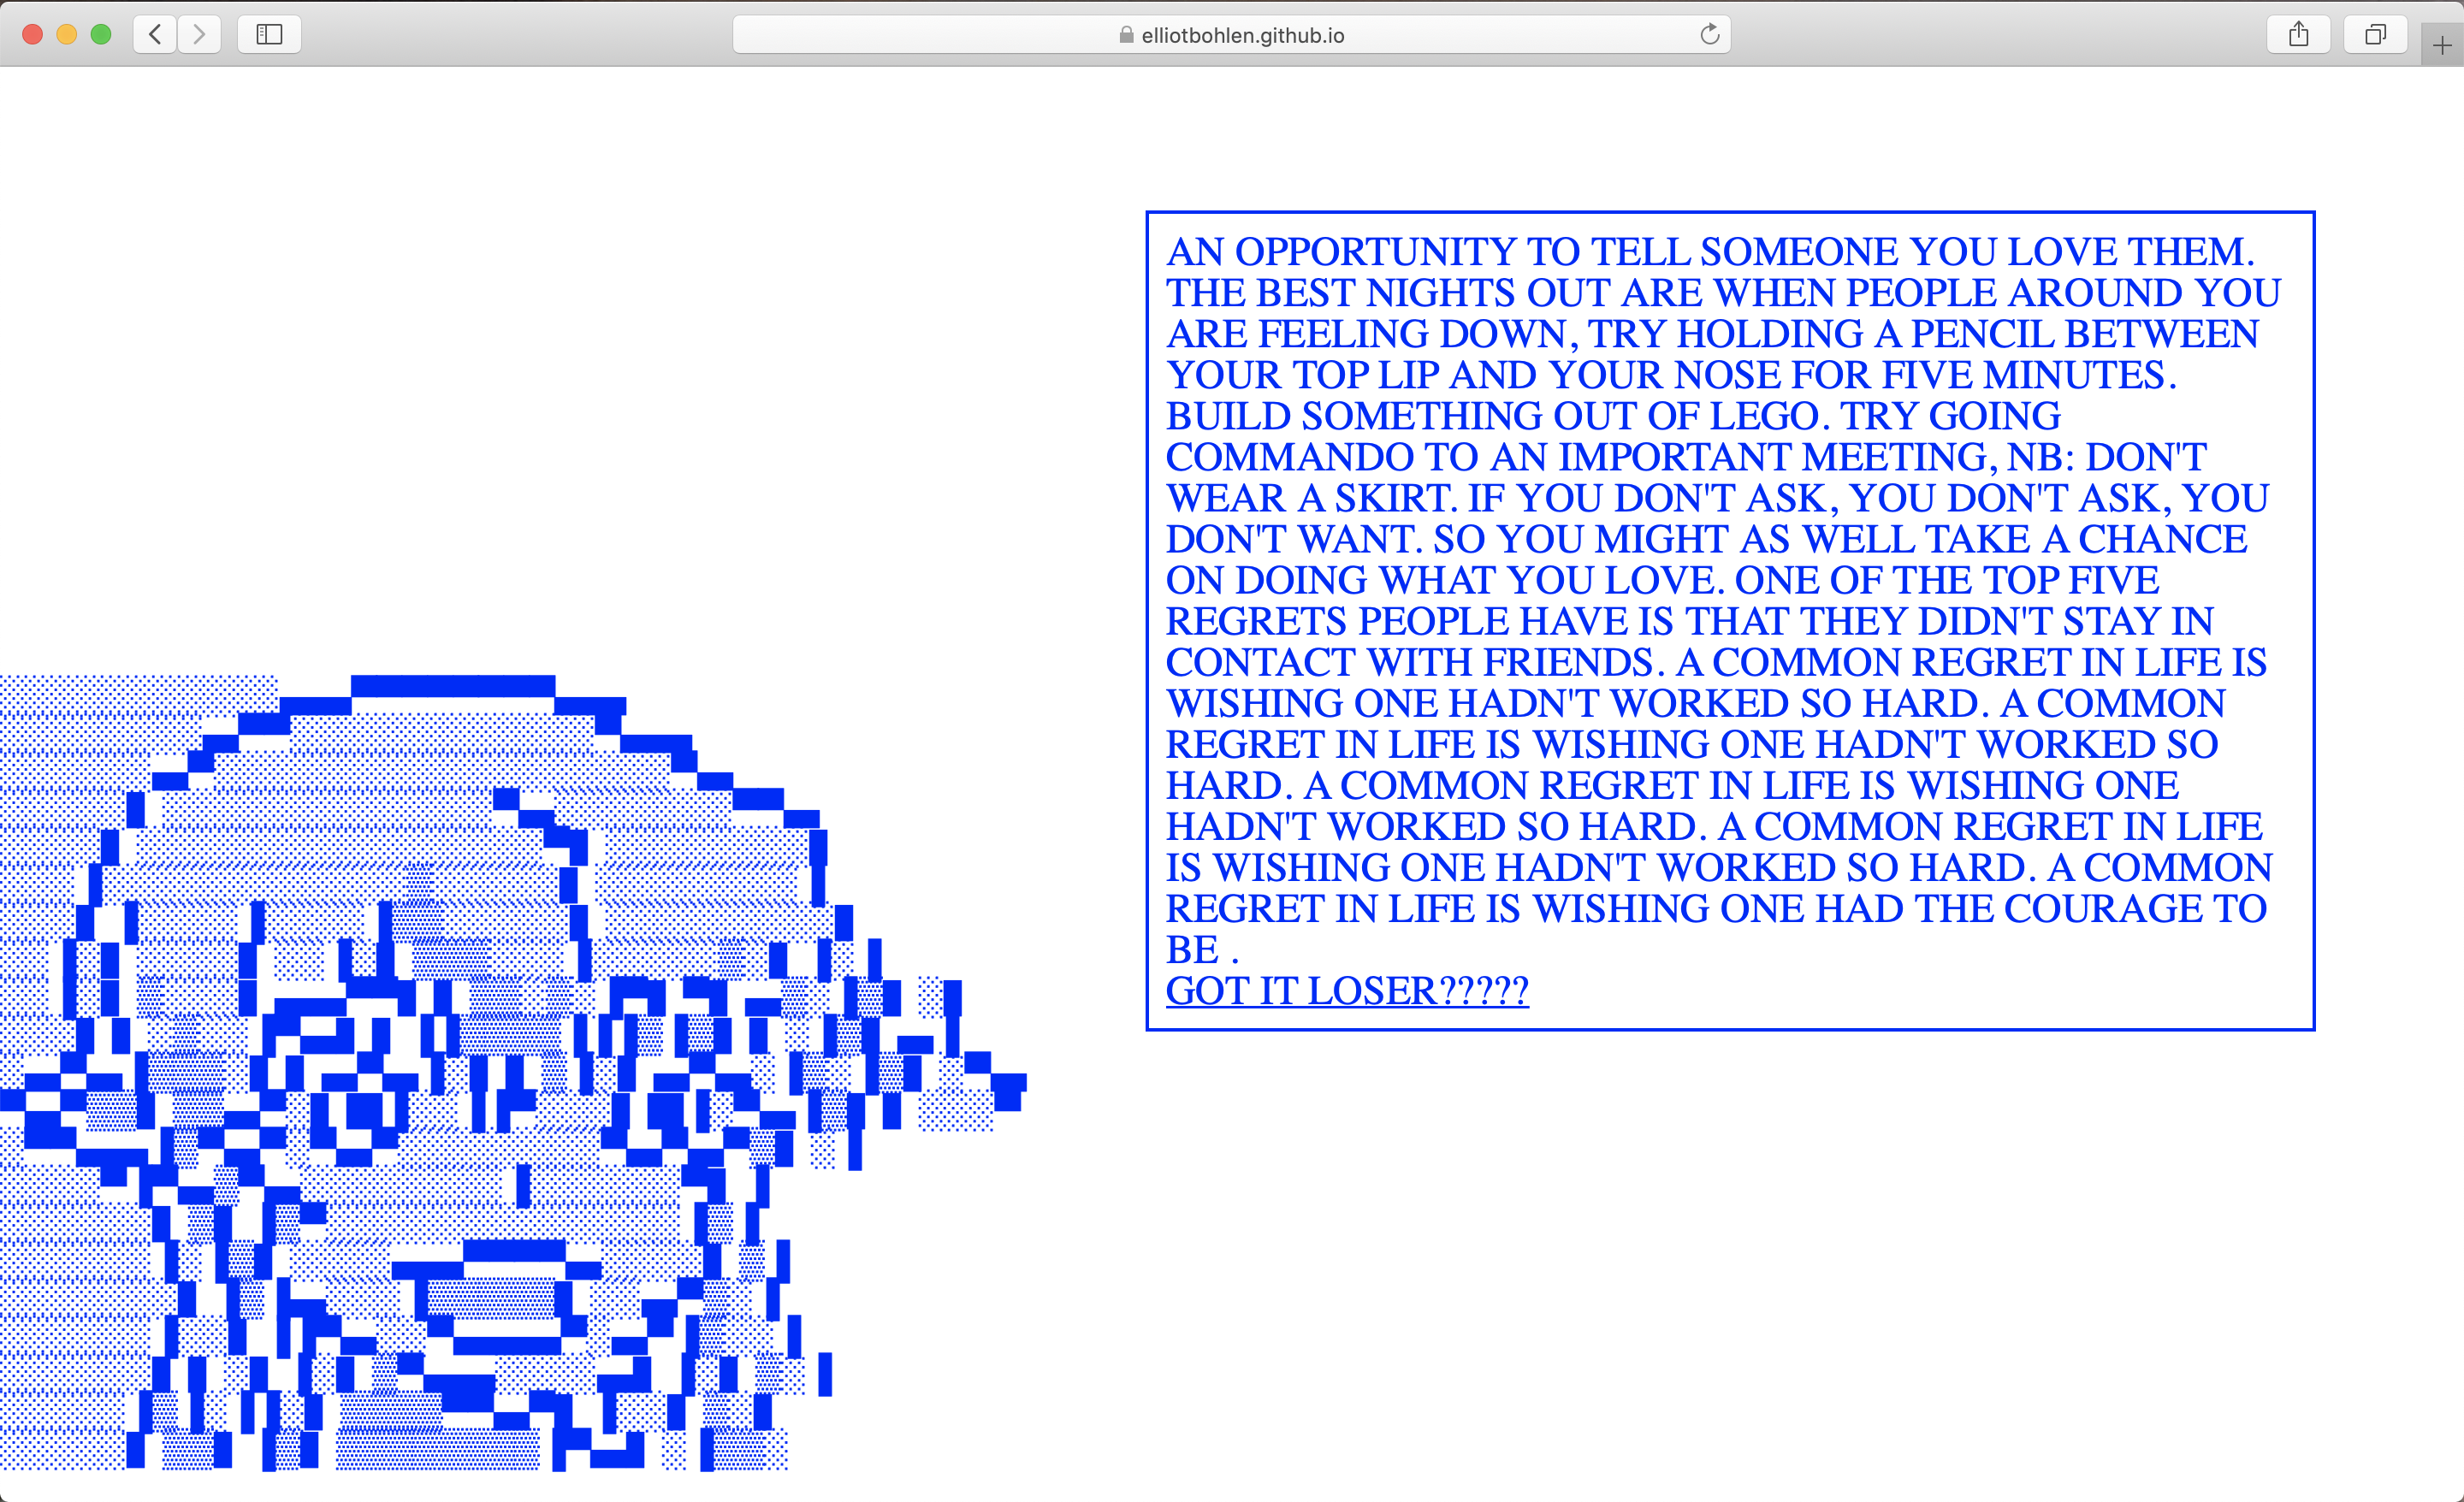 elliotbohlen.github.io
AN OPPORTUNITY TO TELL SOMEONE YOU LOVE THEM.
THE BEST NIGHTS OUT ARE WHEN PEOPLE AROUND YOU
ARE FEELING DOWN, TRY HOLDING A PENCIL BETWEEN
YOUR TOP LIP AND YOUR NOSE FOR FIVE MINUTES.
BUILD SOMETHING OUT OF LEGO. TRY GOING
COMMANDO TO AN IMPORTANT MEETING, NB: DON'T
WEAR A SKIRT. IF YOU DON'T ASK, YOU DON'T ASK, YOU
DON'T WANT. SO YOU MIGHT AS WELL TAKE A CHANCE
ON DOING WHAT YOU LOVE. ONE OF THE TOP FIVE
REGRETS PEOPLE HAVE IS THAT THEY DIDN'T STAY IN
CONTACT WITH FRIENDS. A COMMON REGRET IN LIFE IS
WISHING ONE HADN'T WORKED SO HARD. A COMMON
REGRET IN LIFE IS WISHING ONE HADN'T WORKED SO
HARD. A COMMON REGRET IN LIFE IS WISHING ONE
HADN'T WORKED SO HARD. A COMMON REGRET IN LIFE
IS WISHING ONE HADN'T WORKED SO HARD. A COMMON
REGRET IN LIFE IS WISHING ONE HAD THE COURAGE TO
BE .
GOT IT LOSER?????